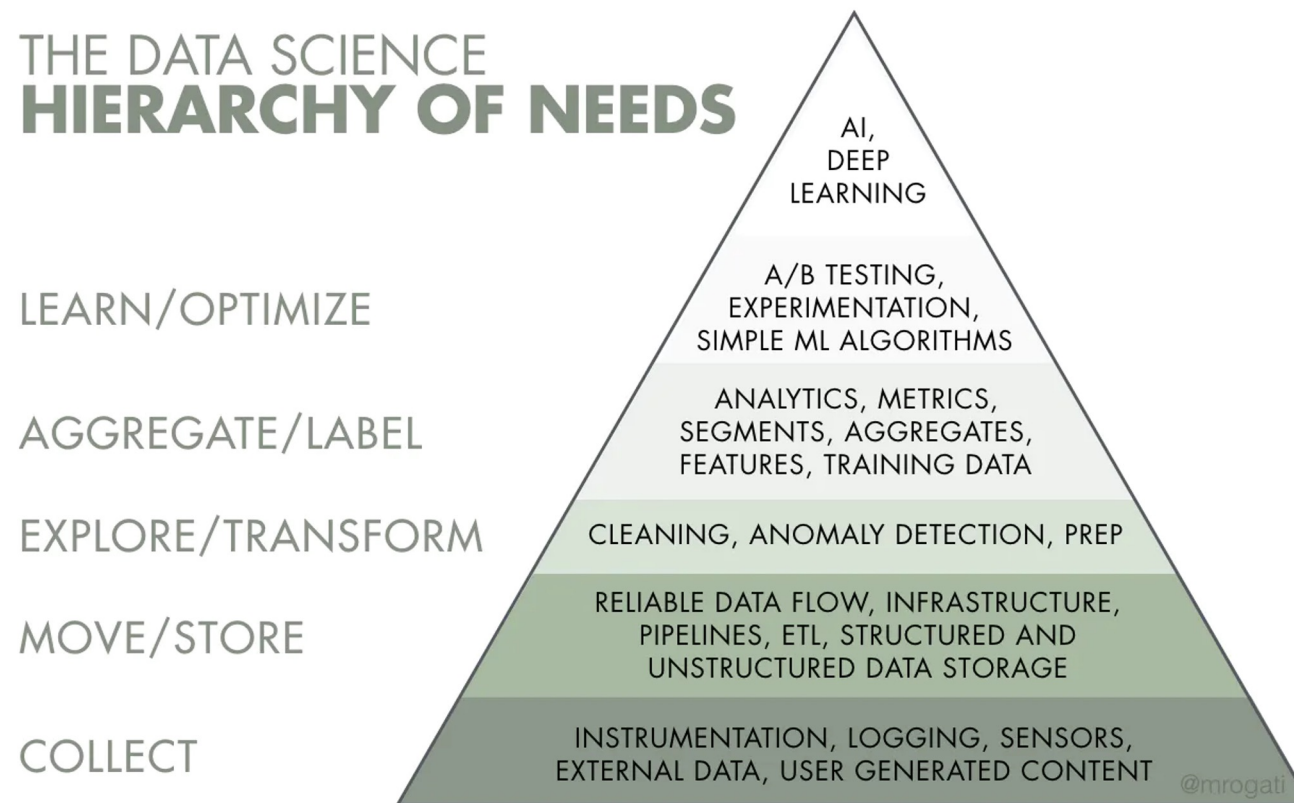 THE DATA SCIENCE
HIERARCHY OF NEEDS
AI,
DEEP
LEARNING
LEARN/OPTIMIZE
A/B TESTING,
EXPERIMENTATION,
SIMPLE ML ALGORITHMS
AGGREGATE/LABEL
ANALYTICS, METRICS,
SEGMENTS, AGGREGATES,
FEATURES, TRAINING DATA
EXPLORE/TRANSFORM
CLEANING, ANOMALY DETECTION, PREP
MOVE/STORE
RELIABLE DATA FLOW, INFRASTRUCTURE,
PIPELINES, ETL, STRUCTURED AND
UNSTRUCTURED DATA STORAGE
COLLECT
INSTRUMENTATION, LOGGING, SENSORS,
EXTERNAL DATA, USER GENERATED CONTENT
@mrogati